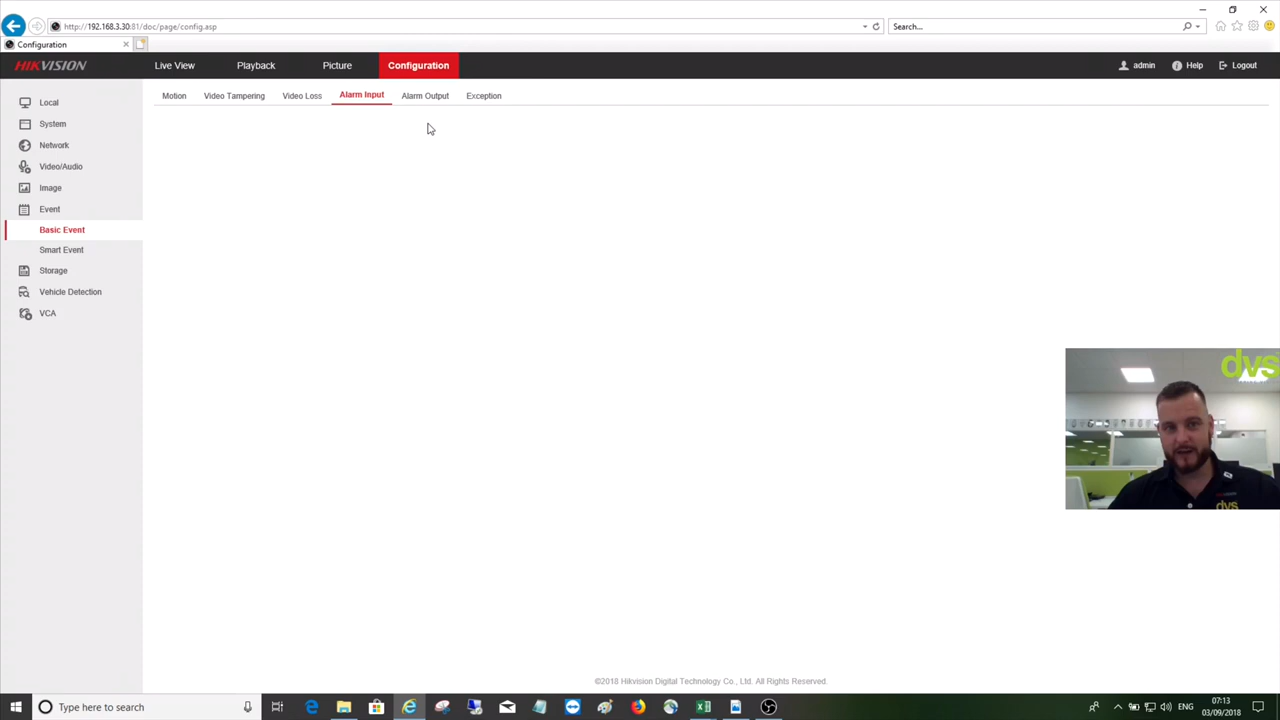 http://192.168.3.30:81/doc/page/config.asp
Search...
Configuration
HIKVISION
Live View
Playback
Picture
Configuration
admin
Help
Logout
Motion
Video Tampering
Video Loss
Alarm Input
Alarm Output
Exception
Local
System
Network
Video/Audio
Image
Event
Basic Event
Smart Event
Storage
Vehicle Detection
VCA
dvs
dvs
©2018 Hikvision Digital Technology Co., Ltd. All Rights Reserved.
Type here to search
ENG
07:13
03/09/2018